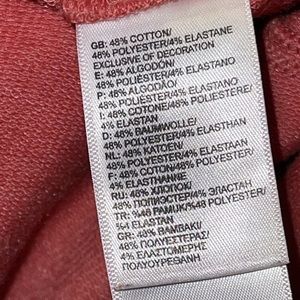 GB: 48% COTTON/
48% POLYESTER/4% ELASTANE
EXCLUSIVE OF DECORATION
E: 48% ALGODÓN/
48% POLIÉSTER/4% ELASTANO
P: 48% ALGODÃO/
48% POLIÉSTER/4% ELASTANO
I: 48% COTONE/48% POLIESTERE/
4% ELASTAN
D: 48% BAUMWOLLE/
48% POLYESTER/4% ELASTHAN
NL: 48% KATOEN/
48% POLYESTER/4% ELASTAAN
F: 48% COTON/48% POLYESTER/
4% ELASTHANNE
RU: 48% ХЛОПОК/
48% ПОЛИЭСТЕР/4% ЭЛАСТАН
TR: %48 PAMUK/%48 POLYESTER/
%4 ELASTAN
GR: 48% ΒΑΜΒΑΚΙ/
48% ΠΟΛΥΕΣΤΕΡΑΣ/
4% ΕΛΑΣΤΟΜΕΡΗΣ
ΠΟΛΥΟΥΡΕΘΑΝΗ